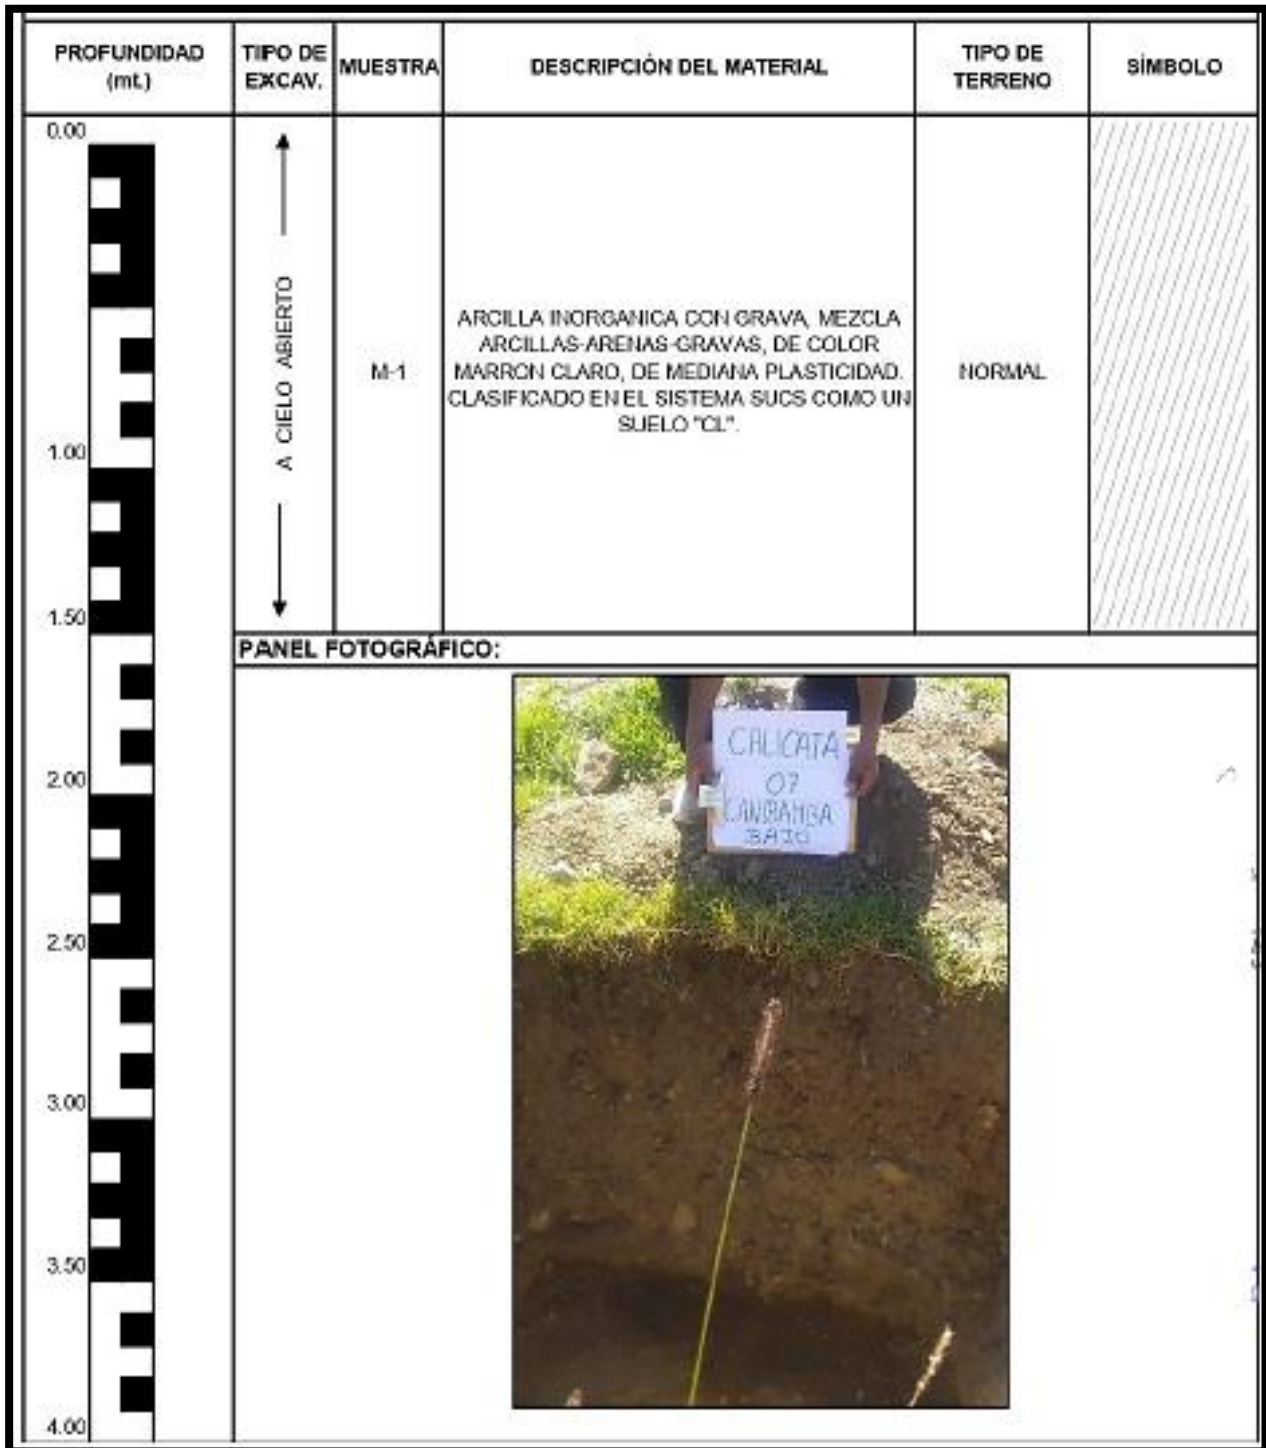 PROFUNDIDAD (mt.)
TIIPO DE EXCAV.
MUESTRA
DESCRIPCIÓN DEL MATERIAL
TIPO DE TERRENO
SÍMBOLO
0.00
1.00
1.50
2.00
2.50
3.00
3.50
4.00
A CIELO ABIERTO
M-1
ARCILLA INORGANICA CON GRAVA, MEZCLA
ARCILLAS-ARENAS-GRAVAS, DE COLOR
MARRON CLARO, DE MEDIANA PLASTICIDAD.
CLASIFICADO EN EL SISTEMA SUCS COMO UN
SUELO "CL".
NORMAL
PANEL FOTOGRÁFICO:
CALICATA
07
BAJO